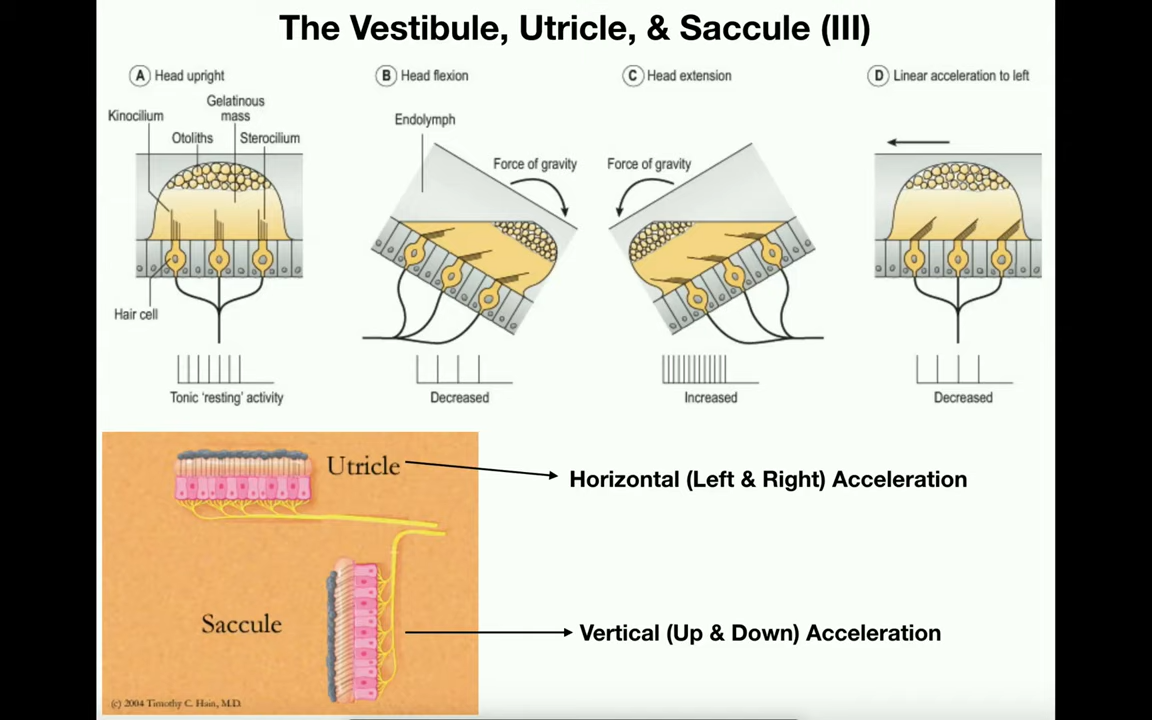 The Vestibule, Utricle, & Saccule (III)
A Head upright
B Head flexion
C Head extension
D Linear acceleration to left
Kinocilium
Gelatinous
mass
Otoliths
Sterocilium
Hair cell
Tonic ‘resting’ activity
Endolymph
Force of gravity
Decreased
Force of gravity
Increased
Decreased
Utricle
Horizontal (Left & Right) Acceleration
Saccule
Vertical (Up & Down) Acceleration
(c) 2004 Timothy C. Hain, M.D.